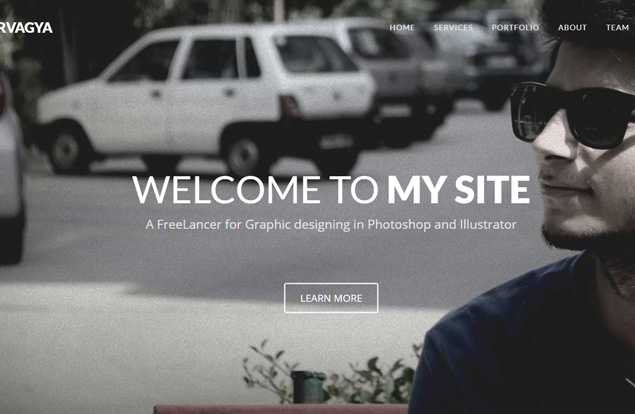 RVAGYA
HOME SERVICES PORTFOLIO ABOUT TEAM
WELCOME TO MY SITE
A FreeLancer for Graphic designing in Photoshop and Illustrator
LEARN MORE